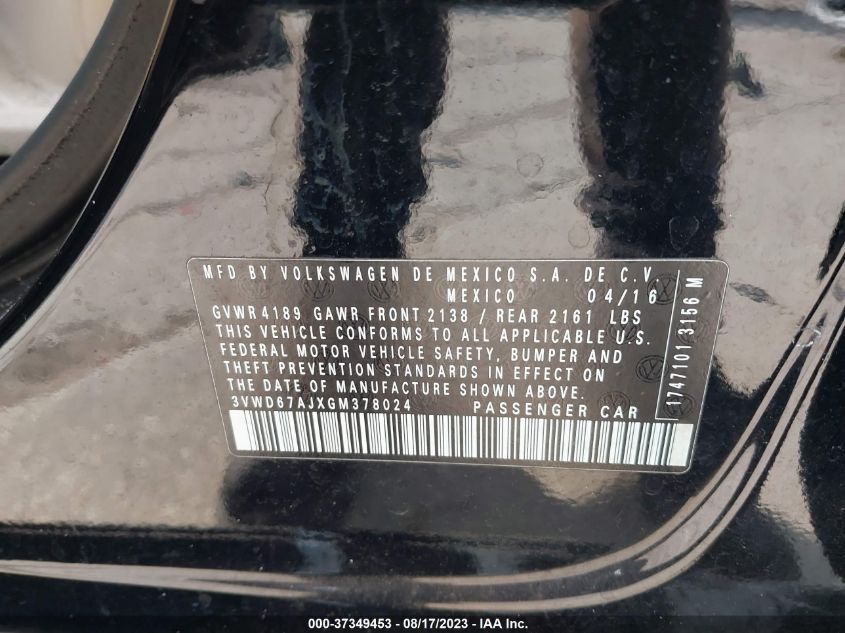 MFD BY VOLKSWAGEN DE MEXICO S.A. DE C.V.
MEXICO 04/16
GVWR 4189 GAWR FRONT 2138 / REAR 2161 LBS
THIS VEHICLE CONFORMS TO ALL APPLICABLE U.S.
FEDERAL MOTOR VEHICLE SAFETY, BUMPER AND
THEFT PREVENTION STANDARDS IN EFFECT ON
THE DATE OF MANUFACTURE SHOWN ABOVE.
3VWD67AJXGM378024 PASSENGER CAR
1747101 3156 M
000-37349453 - 08/17/2023 - IAA Inc.